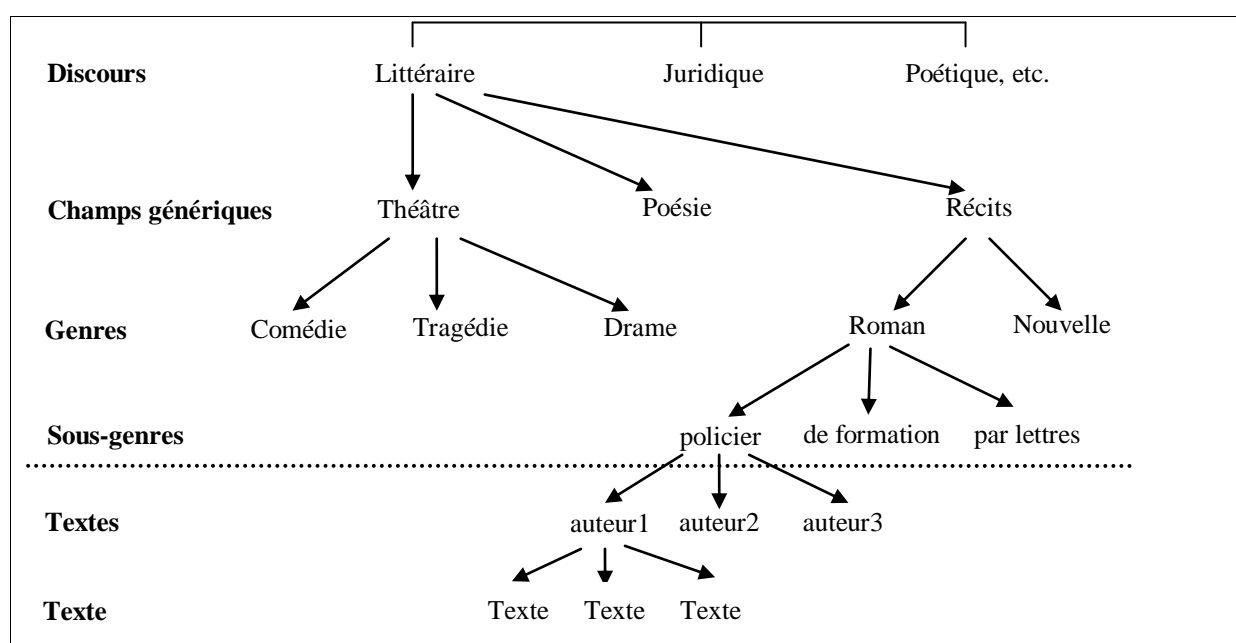 Discours Littéraire Juridique Poétique, etc.
Champs génériques Théâtre Poésie Récits
Genres Comédie Tragédie Drame Roman Nouvelle
Sous-genres policier de formation par lettres
Textes auteur1 auteur2 auteur3
Texte Texte Texte Texte